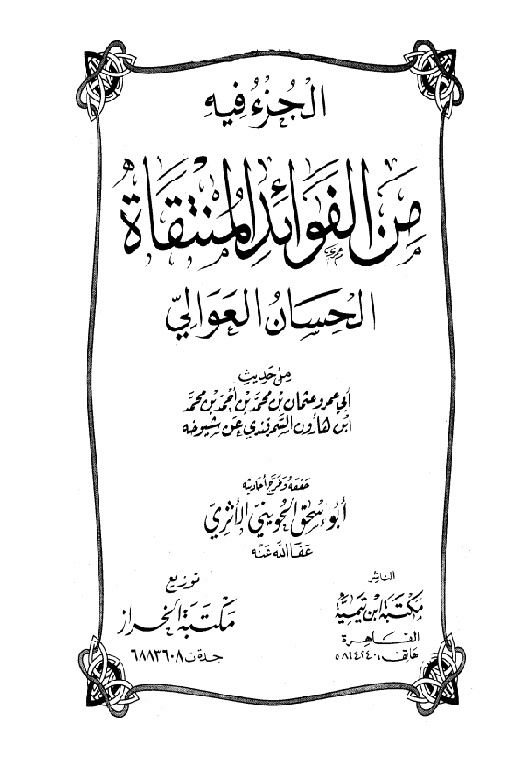 الجزء فيه
من الفوائد المنتقاة
الحسان العوالي
من حديث
أبي عمرو عثمان بن محمد بن أحمد بن محمد
ابن هارون السمرقندي عن شيوخه
حققه وخرج أحاديثه
أبو إسحق الحويني الأثري
عفا الله عنه
الناشر
مكتبة ابن تيمية
القاهرة
هاتف
توزيع
مكتبة الخراز
جدة ت ٦٨٨٣٦٠٨